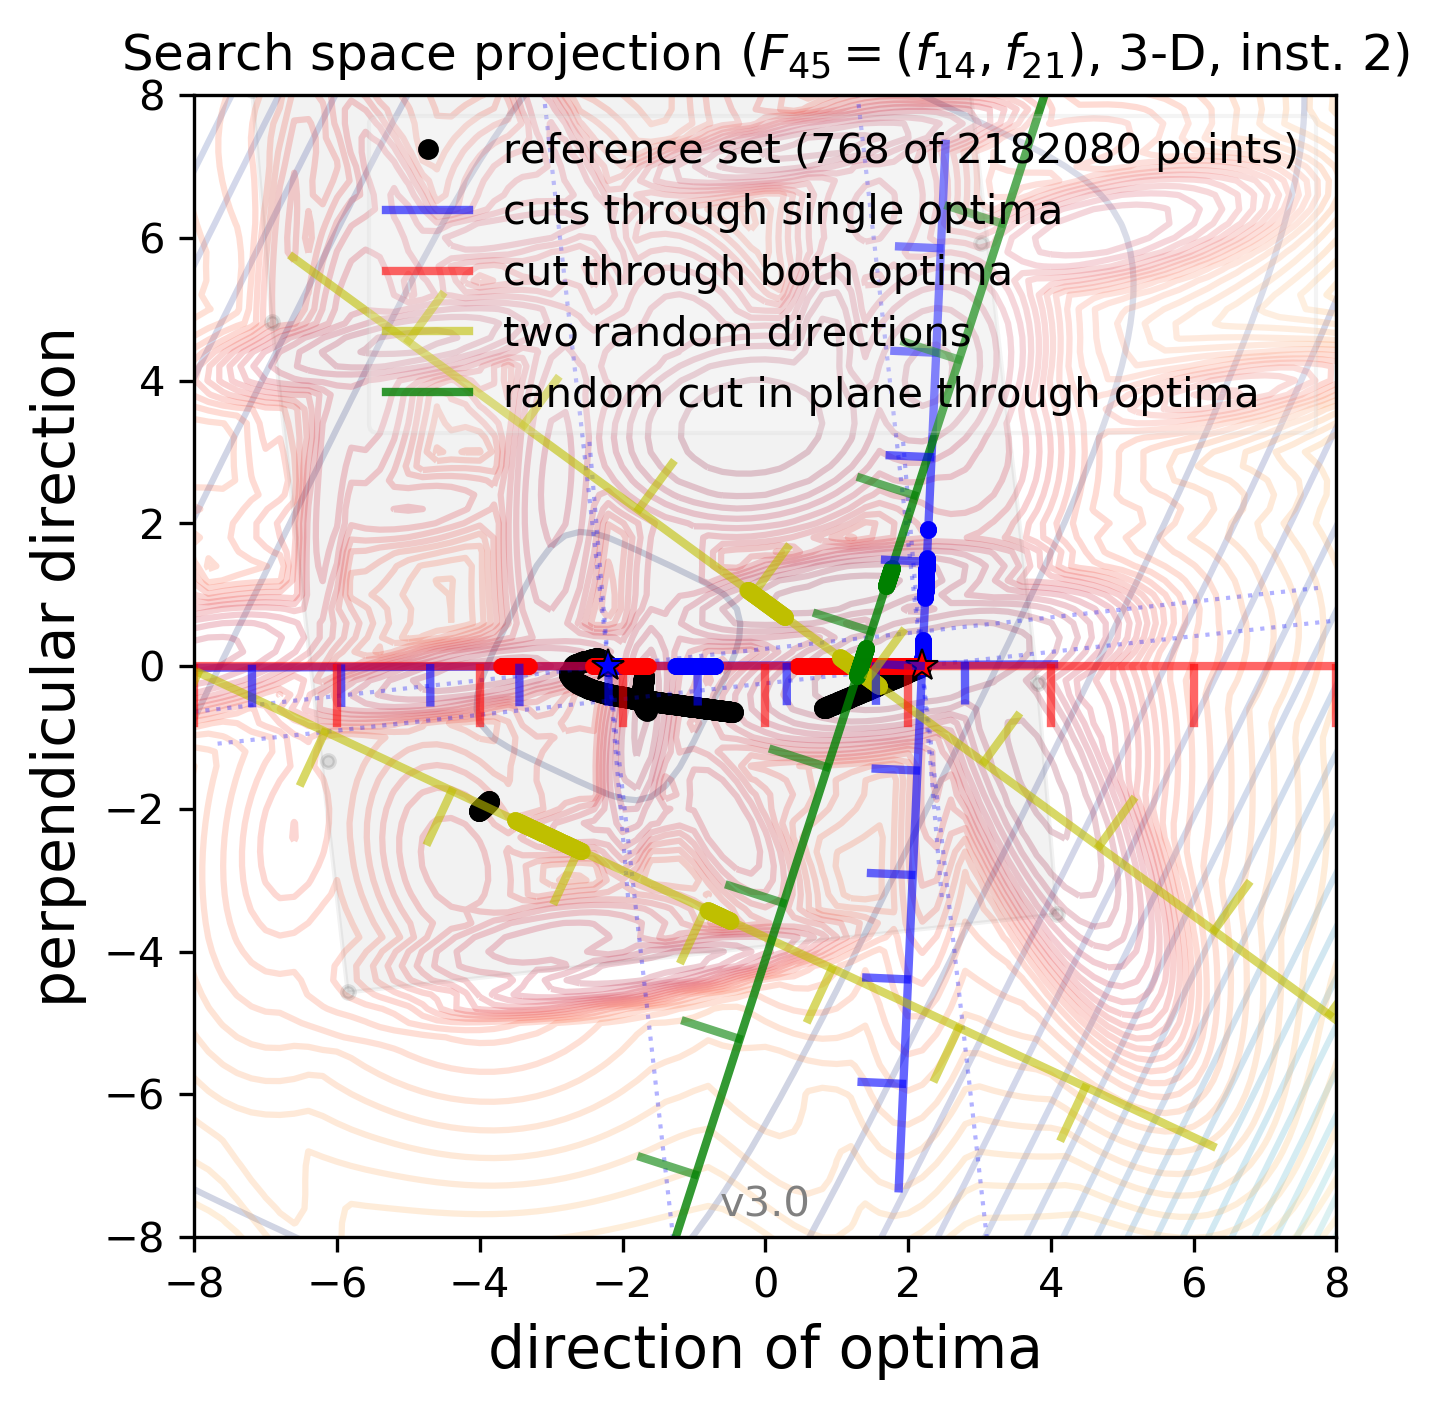 Search space projection (F45 = (f14, f21), 3-D, inst. 2)
reference set (768 of 2182080 points)
cuts through single optima
cut through both optima
two random directions
random cut in plane through optima
perpendicular direction
8
6
4
2
0
−2
−4
−6
−8
v3.0
−8 −6 −4 −2 0 2 4 6 8
direction of optima